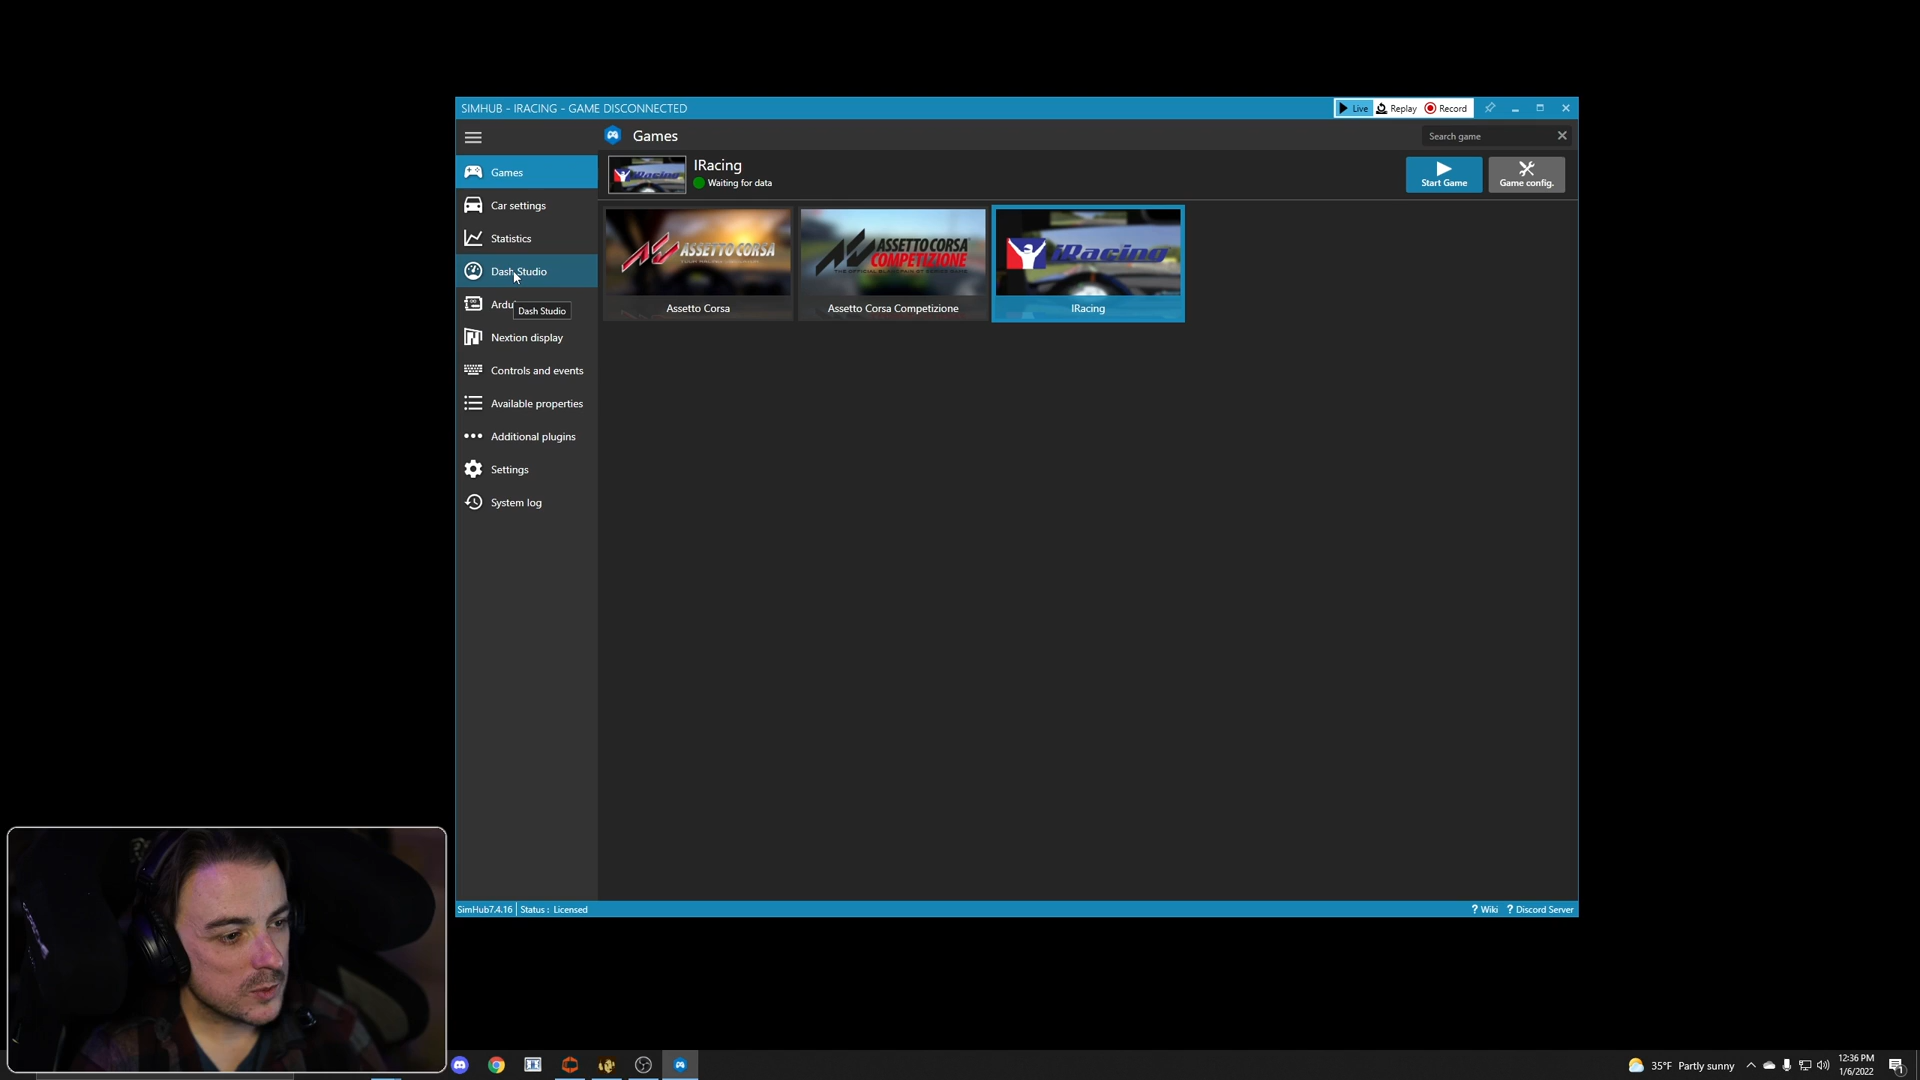 SIMHUB - IRACING - GAME DISCONNECTED
Live
Replay
Record
Games
Search game
IRacing
Waiting for data
Start Game
Game config.
Games
Car settings
Statistics
Dash Studio
Ardu
Dash Studio
Nextion display
Controls and events
Available properties
Additional plugins
Settings
System log
ASSETTO CORSA
Assetto Corsa
ASSETTO CORSA
COMPETIZIONE
Assetto Corsa Competizione
iRacing
IRacing
SimHub7.4.16
Status : Licensed
? Wiki
? Discord Server
35°F Partly sunny
12:36 PM
1/6/2022